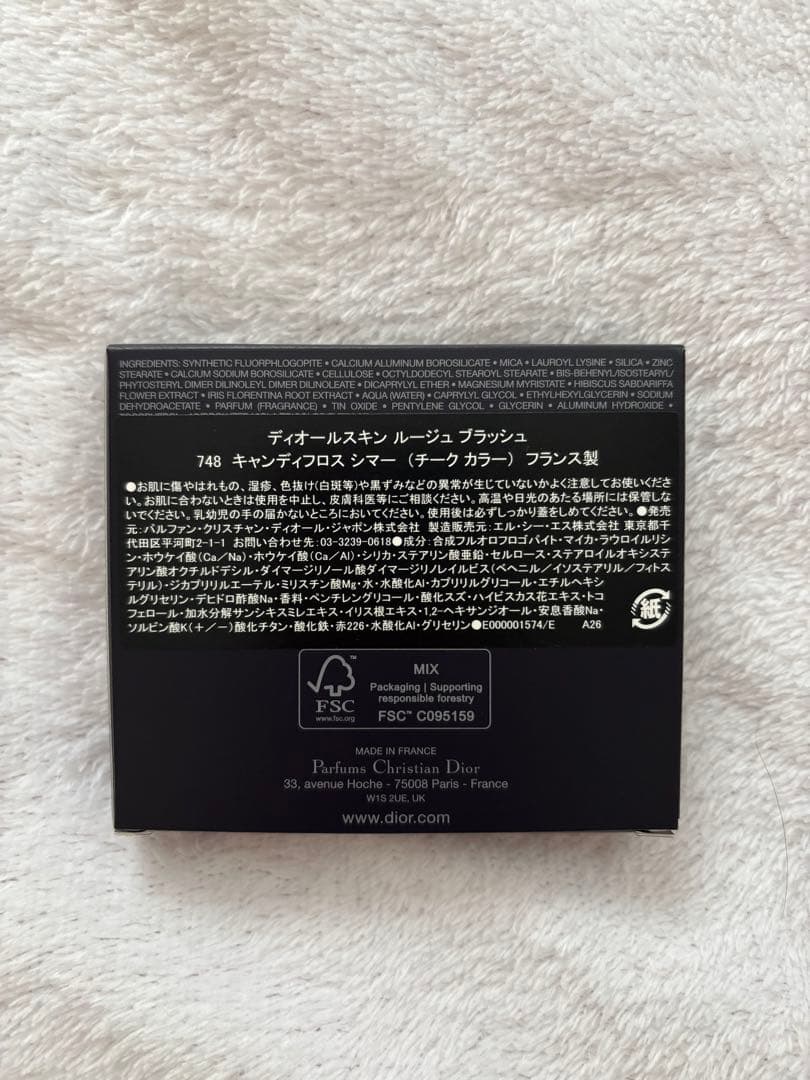 INGREDIENTS: SYNTHETIC FLUORPHLOGOPITE • CALCIUM ALUMINUM BOROSILICATE • MICA • LAUROYL LYSINE • SILICA • ZINC
STEARATE • CALCIUM SODIUM BOROSILICATE • CELLULOSE • OCTYLDODECYL STEAROYL STEARATE • BIS-BEHENYL/ISOSTEARYL/
PHYTOSTERYL DIMER DILINOLEYL DIMER DILINOLEATE • DICAPRYLYL ETHER • MAGNESIUM MYRISTATE • HIBISCUS SABDARIFFA
FLOWER EXTRACT • IRIS FLORENTINA ROOT EXTRACT • AQUA (WATER) • CAPRYLYL GLYCOL • ETHYLHEXYLGLYCERIN • SODIUM
DEHYDROACETATE • PARFUM (FRAGRANCE) • TIN OXIDE • PENTYLENE GLYCOL • GLYCERIN • ALUMINUM HYDROXIDE •
ディオールスキン ルージュ ブラッシュ
748 キャンディフロス シマー (チーク カラー) フランス製
●お肌に傷やはれもの、湿疹、色抜け(白斑等)や黒ずみなどの異常が生じていないかよく注意してお使いくださ
い。お肌に合わないときは使用を中止し、皮膚科医等にご相談ください。高温や日光のあたる場所には保管しな
いでください。乳幼児の手の届かないところにおいてください。使用後は必ずしっかり蓋をしめてください。●発売
元:パルファン・クリスチャン・ディオール・ジャポン株式会社 製造販売元:エル・シー・エス株式会社 東京都千
代田区平河町2-1-1 お問い合わせ先:03-3239-0618●成分:合成フルオロフロゴパイト・マイカ・ラウロイルリシ
ン・ホウケイ酸(Ca/Na)・ホウケイ酸(Ca/Al)・シリカ・ステアリン酸亜鉛・セルロース・ステアロイルオキシステ
アリン酸オクチルドデシル・ダイマージリノール酸ダイマージリノレイルビス(ベヘニル/イソステアリル/フィトス
テリル)・ジカプリリルエーテル・ミリスチン酸Mg・水・水酸化Al・カプリリルグリコール・エチルヘキシ
ルグリセリン・デヒドロ酢酸Na・香料・ペンチレングリコール・酸化スズ・ハイビスカス花エキス・トコ
フェロール・加水分解サンシキスミレエキス・イリス根エキス・1,2-ヘキサンジオール・安息香酸Na・
ソルビン酸K(+/-)酸化チタン・酸化鉄・赤226・水酸化Al・グリセリン●E000001574/E A26
紙
FSC™
www.fsc.org
MIX
Packaging | Supporting
responsible forestry
FSC™ C095159
MADE IN FRANCE
Parfums Christian Dior
33, avenue Hoche - 75008 Paris - France
W1S 2UE, UK
www.dior.com